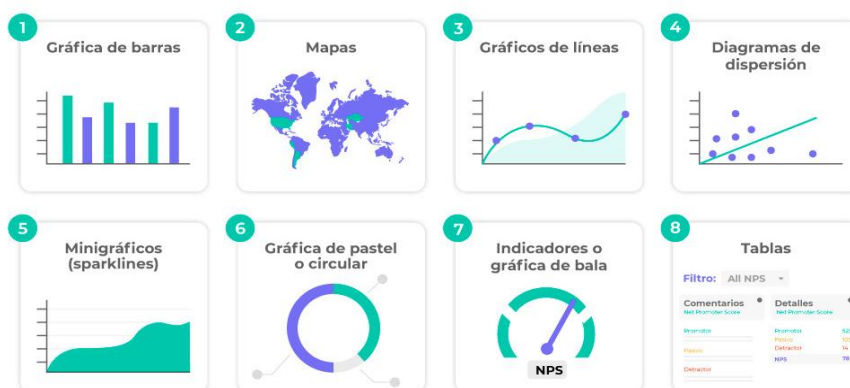 1
Gráfica de barras
2
Mapas
3
Gráficos de líneas
4
Diagramas de
dispersión
5
Minigráficos
(sparklines)
6
Gráfica de pastel
o circular
7
Indicadores o
gráfica de bala
NPS
8
Tablas
Filtro: All NPS
Comentarios
Net Promoter Score
Promotor
Pasivo
Detractor
Detalles
Net Promoter Score
Promotor
Pasivo
Detractor 14
NPS 78